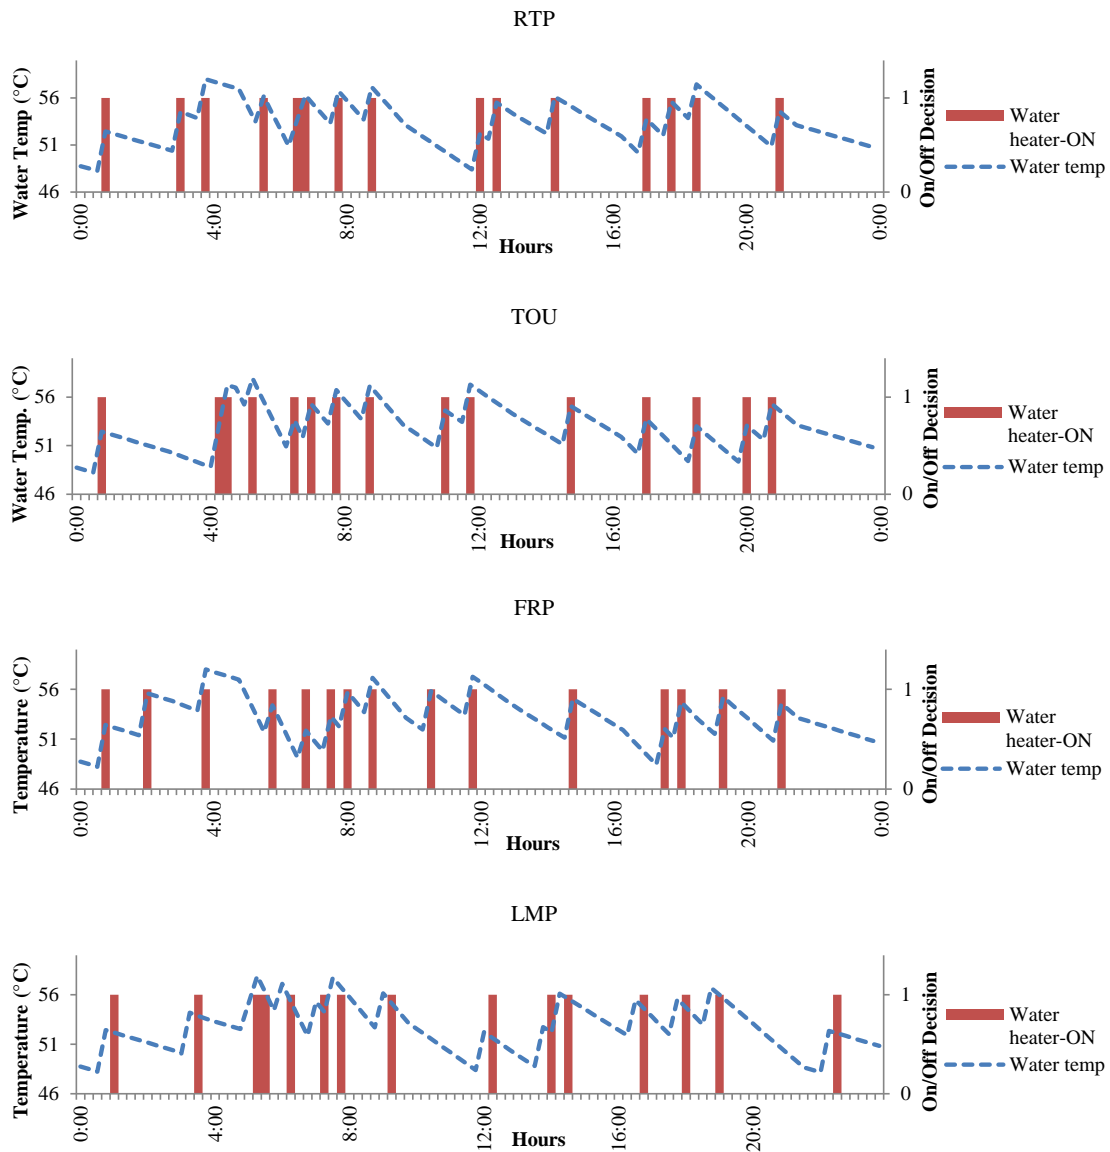 RTP
Water Temp (°C)
56
51
46
0:00
4:00
8:00
12:00
16:00
20:00
0:00
Hours
1
0
On/Off Decision
Water
heater-ON
Water temp
TOU
Water Temp. (°C)
56
51
46
0:00
4:00
8:00
12:00
16:00
20:00
0:00
Hours
1
0
On/Off Decision
Water
heater-ON
Water temp
FRP
Temperature (°C)
56
51
46
0:00
4:00
8:00
12:00
16:00
20:00
0:00
Hours
1
0
On/Off Decision
Water
heater-ON
Water temp
LMP
Temperature (°C)
56
51
46
0:00
4:00
8:00
12:00
16:00
20:00
Hours
1
0
On/Off Decision
Water
heater-ON
Water temp